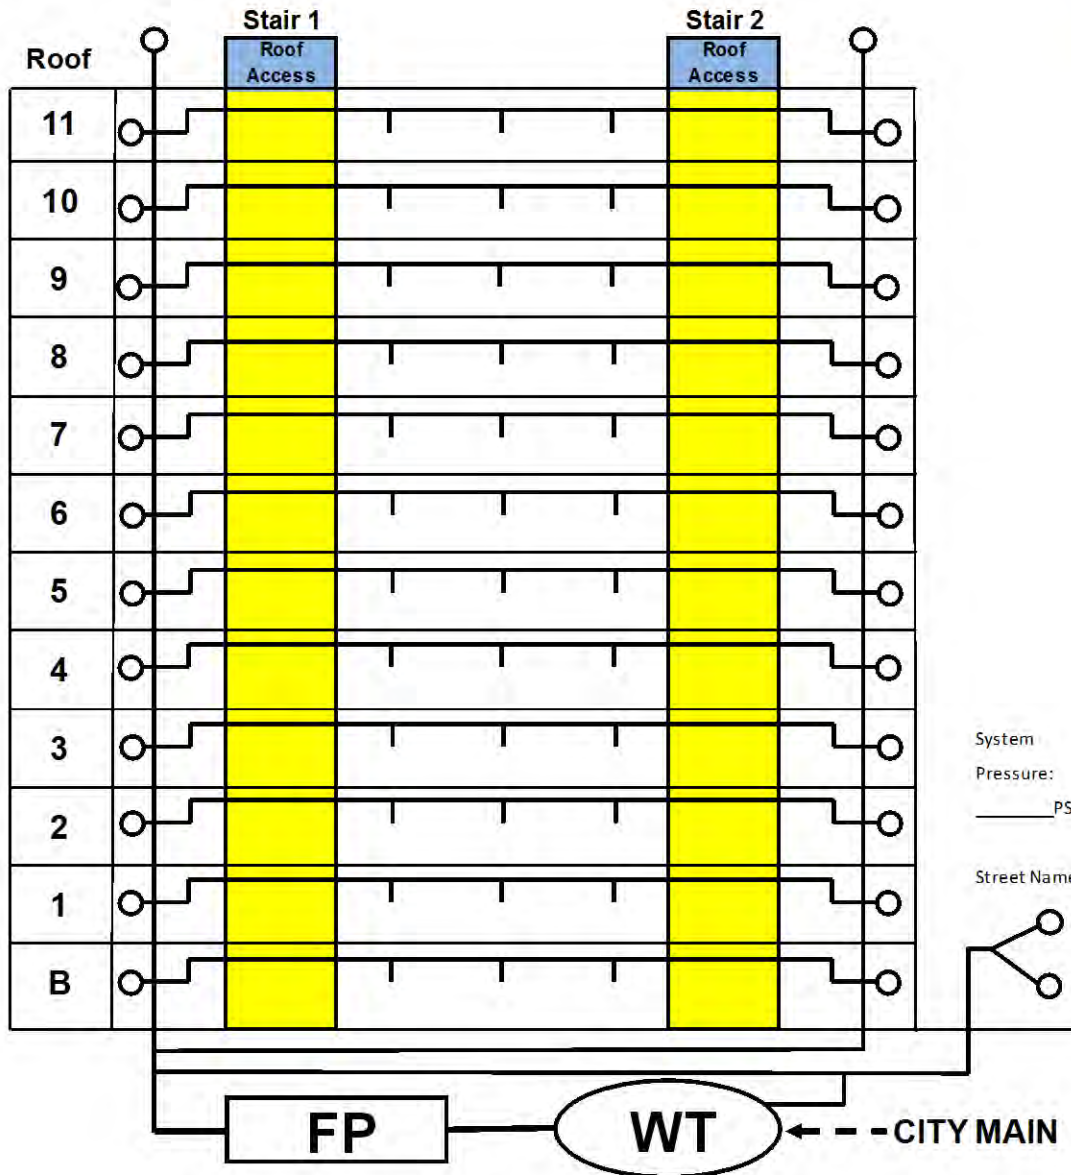 Stair 1
Stair 2
Roof
Roof
Access
Roof
Access
11
10
9
8
7
6
5
4
3
System
Pressure:
________PS
2
Street Name
1
B
FP
WT
CITY MAIN